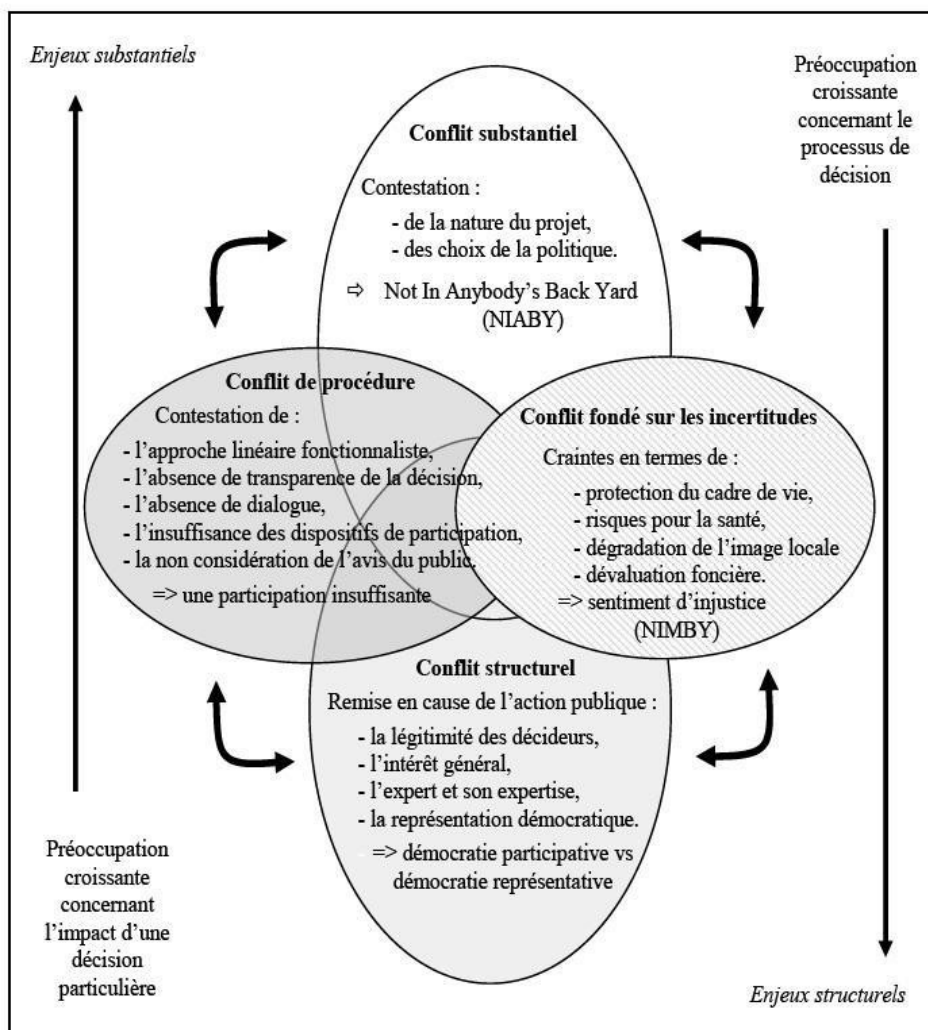 Enjeux substantiels
Préoccupation
croissante
concernant le
processus de
décision
Conflit substantiel
Contestation :
- de la nature du projet,
- des choix de la politique.
⇨ Not In Anybody’s Back Yard
(NIABY)
Conflit de procédure
Contestation de :
- l’approche linéaire fonctionnaliste,
- l’absence de transparence de la décision,
- l’absence de dialogue,
- l’insuffisance des dispositifs de participation,
- la non considération de l’avis du public.
=> une participation insuffisante
Conflit fondé sur les incertitudes
Craintes en termes de :
- protection du cadre de vie,
- risques pour la santé,
- dégradation de l’image locale
- dévaluation foncière.
=> sentiment d’injustice
(NIMBY)
Conflit structurel
Remise en cause de l’action publique :
- la légitimité des décideurs,
- l’intérêt général,
- l’expert et son expertise,
- la représentation démocratique.
=> démocratie participative vs
démocratie représentative
Préoccupation
croissante
concernant
l’impact d’une
décision
particulière
Enjeux structurels